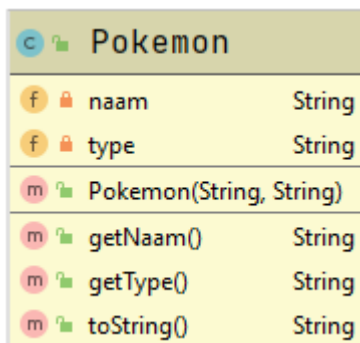 c Pokemon
f naam String
f type String
m Pokemon(String, String)
m getNaam() String
m getType() String
m toString() String